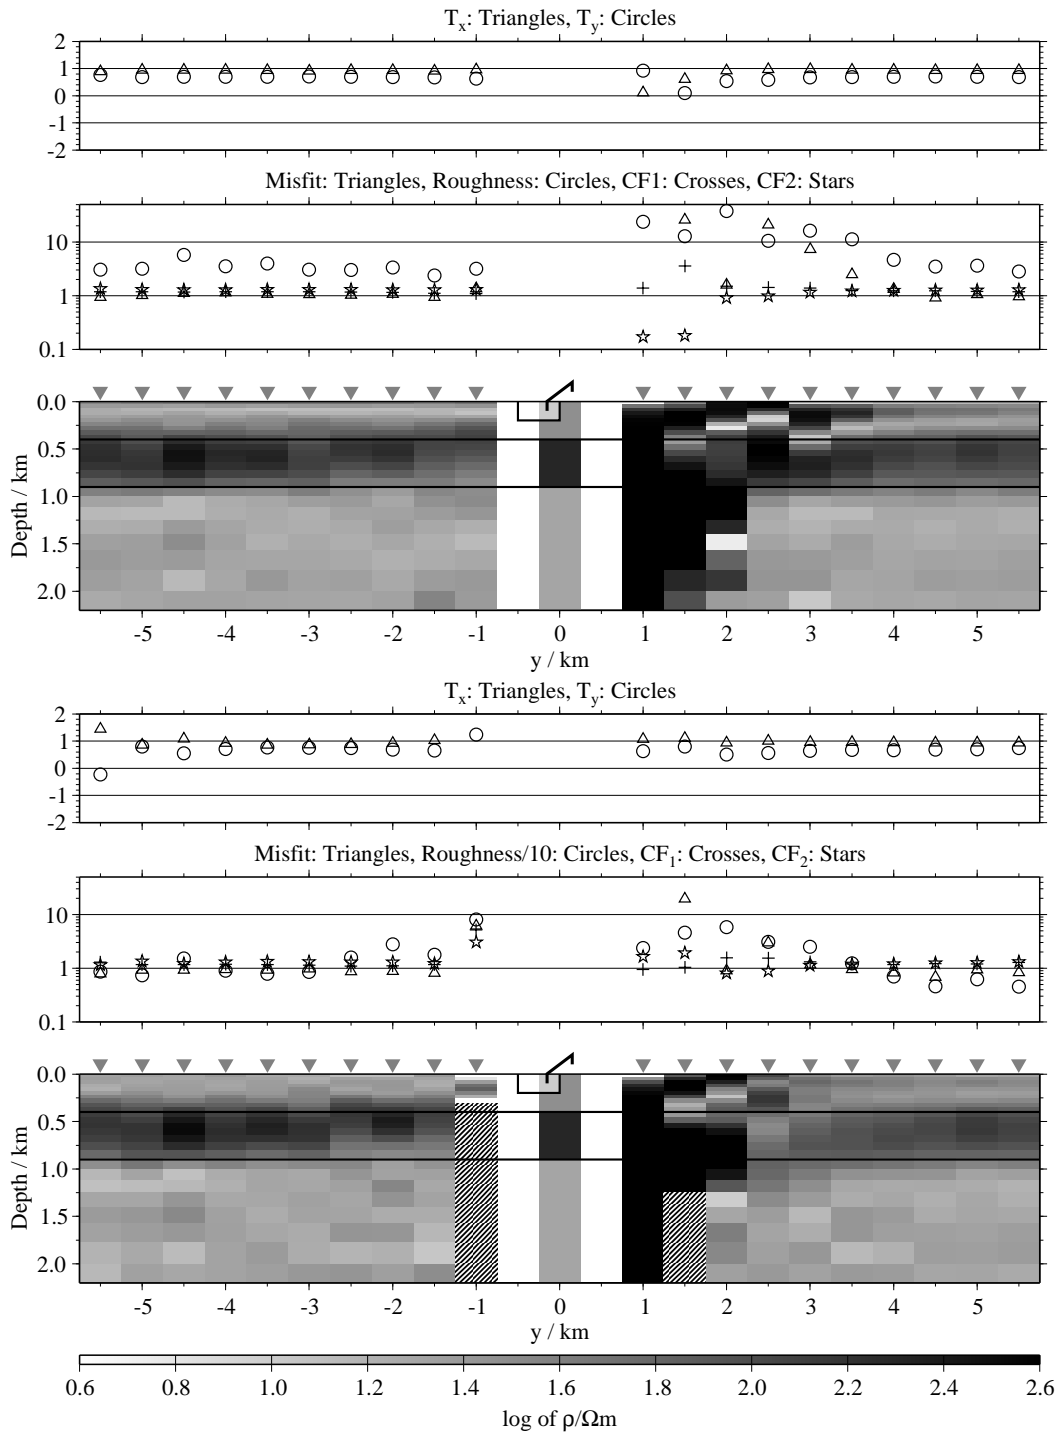 Tx: Triangles, Ty: Circles
2
1
0
-1
-2
Misfit: Triangles, Roughness: Circles, CF1: Crosses, CF2: Stars
10
1
0.1
0.0
0.5
1.0
1.5
2.0
Depth / km
-5 -4 -3 -2 -1 0 1 2 3 4 5
y / km
Tx: Triangles, Ty: Circles
2
1
0
-1
-2
Misfit: Triangles, Roughness/10: Circles, CF1: Crosses, CF2: Stars
10
1
0.1
0.0
0.5
1.0
1.5
2.0
Depth / km
-5 -4 -3 -2 -1 0 1 2 3 4 5
y / km
0.6 0.8 1.0 1.2 1.4 1.6 1.8 2.0 2.2 2.4 2.6
log of ρ/Ωm